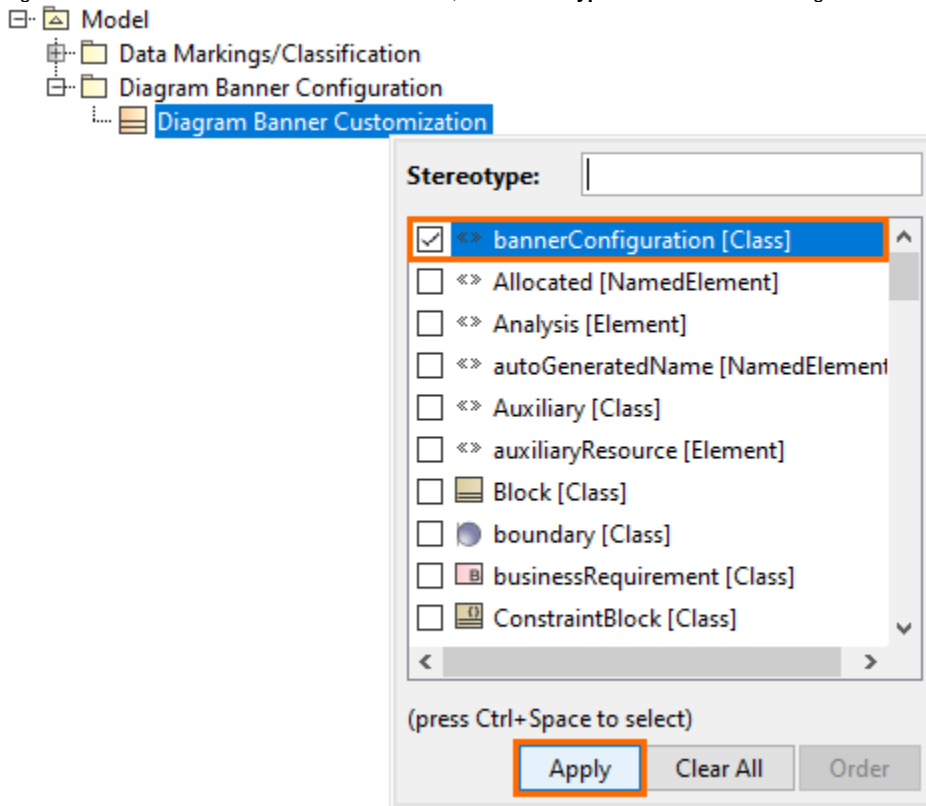 Model
Data Markings/Classification
Diagram Banner Configuration
Diagram Banner Customization
Stereotype:
«» bannerConfiguration [Class]
«» Allocated [NamedElement]
«» Analysis [Element]
«» autoGeneratedName [NamedElement
«» Auxiliary [Class]
«» auxiliaryResource [Element]
Block [Class]
boundary [Class]
B businessRequirement [Class]
{} ConstraintBlock [Class]
(press Ctrl+Space to select)
Apply Clear All Order